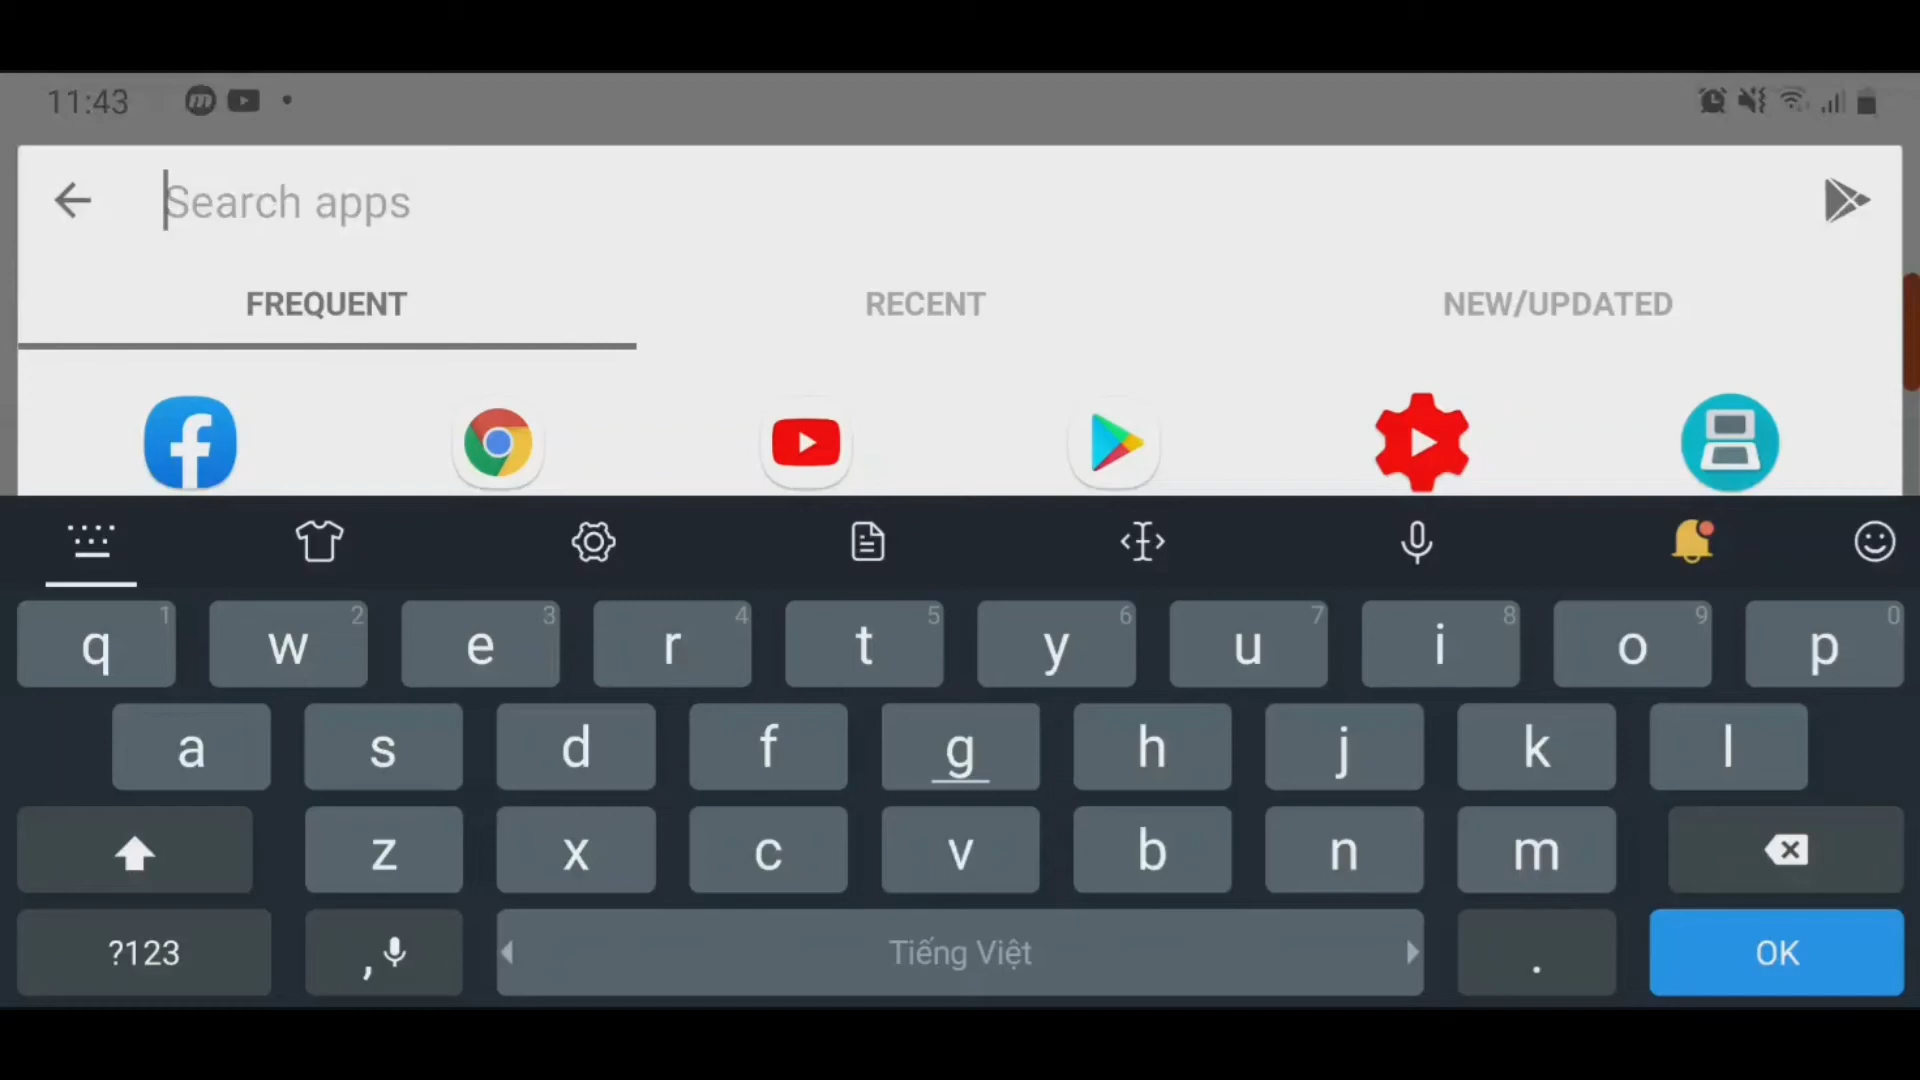 11:43
Search apps
FREQUENT RECENT NEW/UPDATED
1 2 3 4 5 6 7 8 9 0
q w e r t y u i o p
a s d f g h j k l
z x c v b n m
?123 , Tiếng Việt . OK